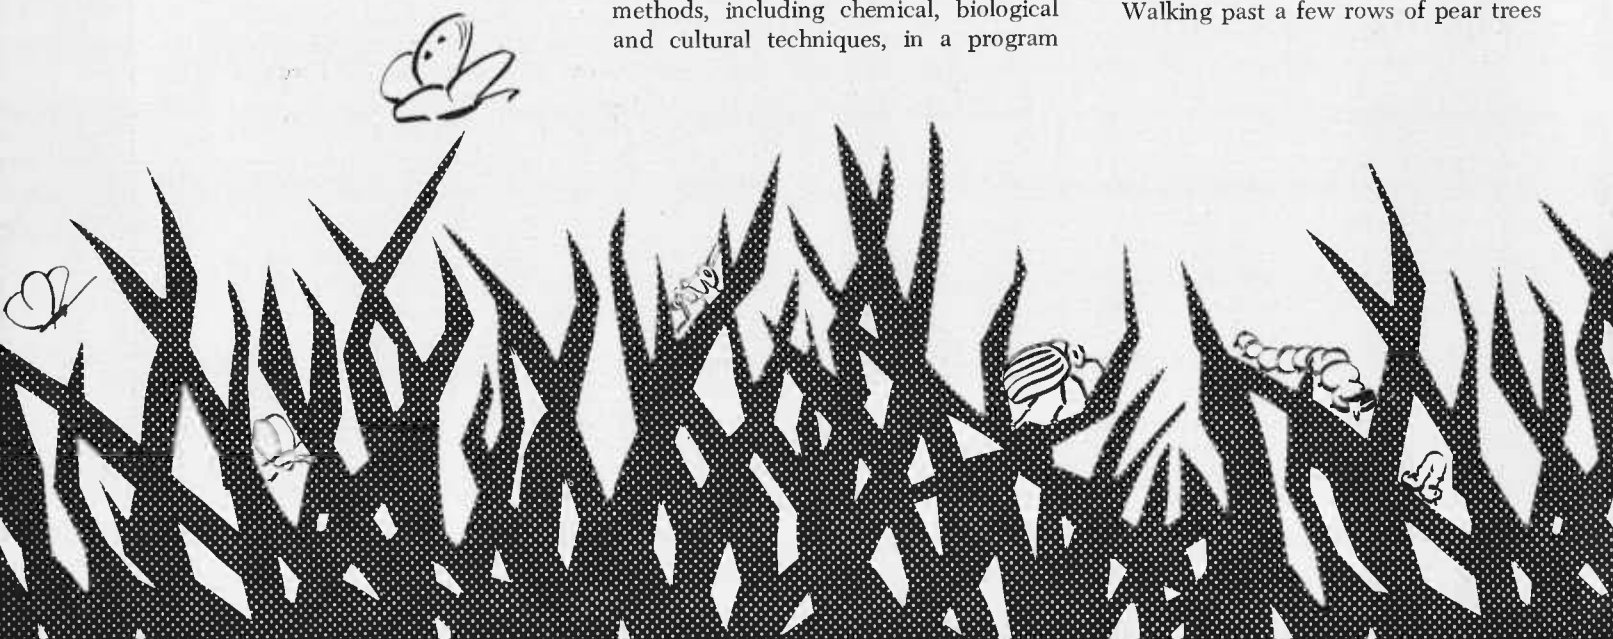 methods, including chemical, biological
and cultural techniques, in a program
Walking past a few rows of pear trees